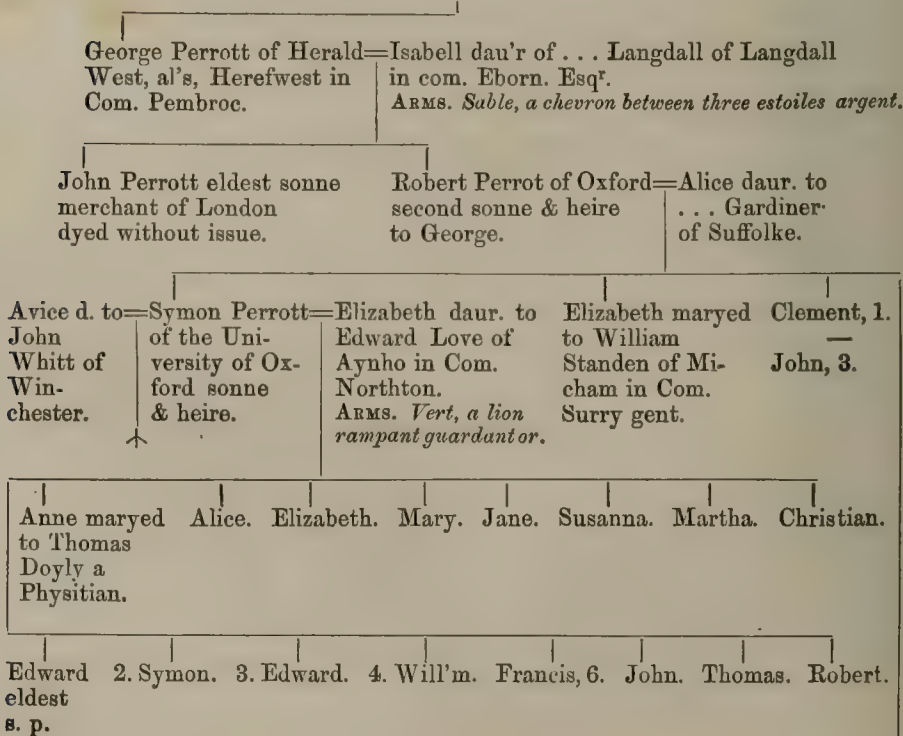 George Perrott of Herald=Isabell dau'r of . . . Langdall of Langdall
West, al's, Herefwest in in com. Eborn. Esqr.
Com. Pembroc. ARMS. Sable, a chevron between three estoiles argent.
John Perrott eldest sonne Robert Perrot of Oxford=Alice daur. to
merchant of London second sonne & heire . . . Gardiner
dyed without issue. to George. of Suffolke.
Avice d. to=Symon Perrott=Elizabeth daur. to Elizabeth maryed Clement, 1.
John of the Uni- Edward Love of to William —
Whitt of versity of Ox- Aynho in Com. Standen of Mi- John, 3.
Win- ford sonne Northton. cham in Com.
chester. & heire. ARMS. Vert, a lion Surry gent.
rampant guardant or.
Anne maryed Alice. Elizabeth. Mary. Jane. Susanna. Martha. Christian.
to Thomas
Doyly a
Physitian.
Edward 2. Symon. 3. Edward. 4. Will'm. Francis, 6. John. Thomas. Robert.
eldest
s. p.